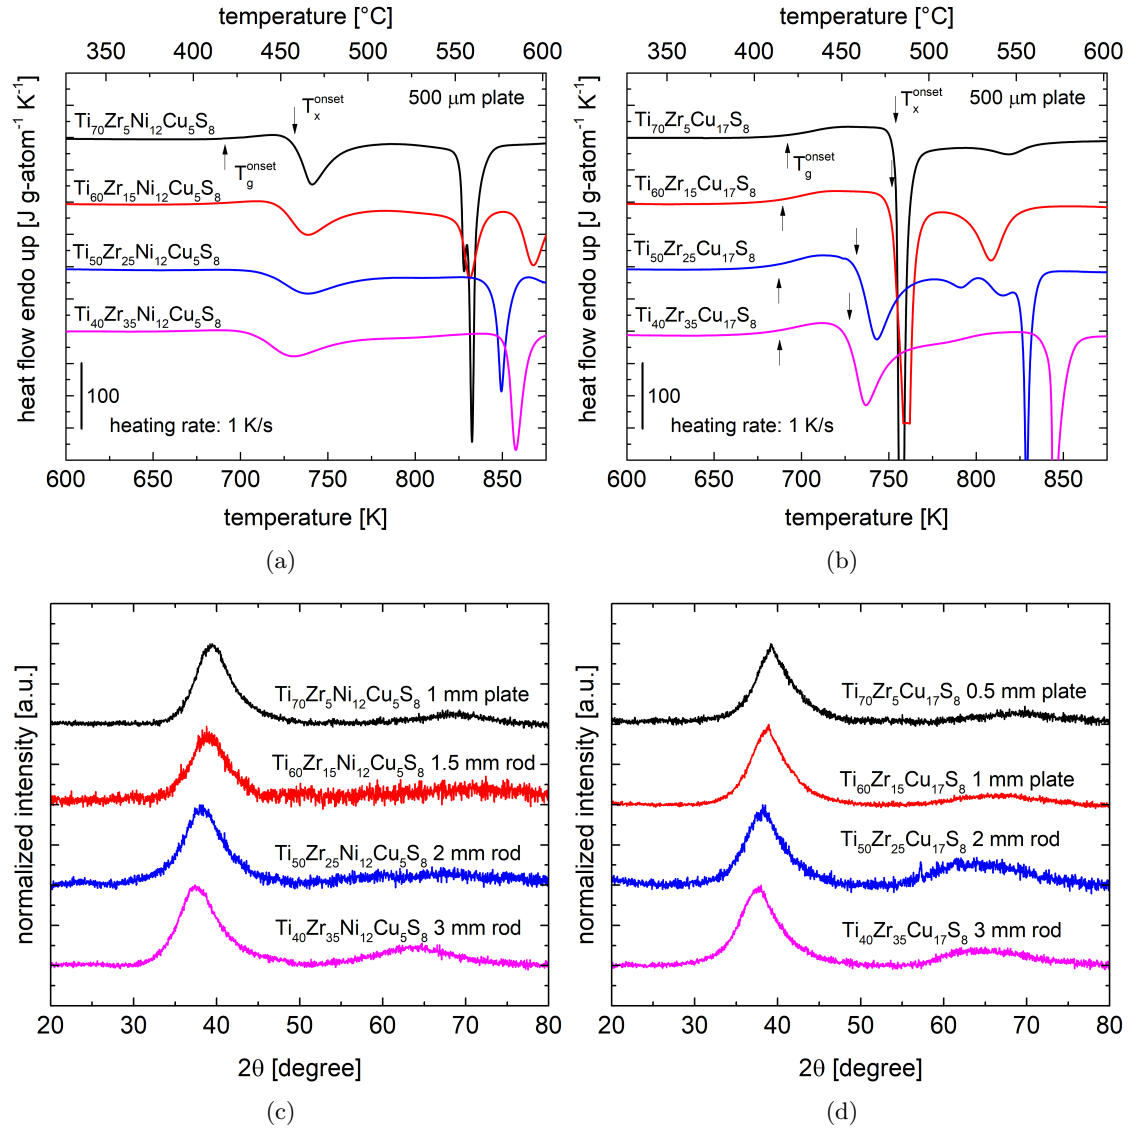 temperature [°C]
350 400 450 500 550 600
heat flow endo up [J g-atom⁻¹ K⁻¹]
500 μm plate
Tₓᵒⁿˢᵉᵗ
Ti₇₀Zr₅Ni₁₂Cu₅S₈
T_g^onset
Ti₆₀Zr₁₅Ni₁₂Cu₅S₈
Ti₅₀Zr₂₅Ni₁₂Cu₅S₈
Ti₄₀Zr₃₅Ni₁₂Cu₅S₈
100
heating rate: 1 K/s
600 650 700 750 800 850
temperature [K]
(a)
temperature [°C]
350 400 450 500 550 600
heat flow endo up [J g-atom⁻¹ K⁻¹]
500 μm plate
Tₓᵒⁿˢᵉᵗ
Ti₇₀Zr₅Cu₁₇S₈
T_g^onset
Ti₆₀Zr₁₅Cu₁₇S₈
Ti₅₀Zr₂₅Cu₁₇S₈
Ti₄₀Zr₃₅Cu₁₇S₈
100
heating rate: 1 K/s
600 650 700 750 800 850
temperature [K]
(b)
normalized intensity [a.u.]
Ti₇₀Zr₅Ni₁₂Cu₅S₈ 1 mm plate
Ti₆₀Zr₁₅Ni₁₂Cu₅S₈ 1.5 mm rod
Ti₅₀Zr₂₅Ni₁₂Cu₅S₈ 2 mm rod
Ti₄₀Zr₃₅Ni₁₂Cu₅S₈ 3 mm rod
20 30 40 50 60 70 80
2θ [degree]
(c)
normalized intensity [a.u.]
Ti₇₀Zr₅Cu₁₇S₈ 0.5 mm plate
Ti₆₀Zr₁₅Cu₁₇S₈ 1 mm plate
Ti₅₀Zr₂₅Cu₁₇S₈ 2 mm rod
Ti₄₀Zr₃₅Cu₁₇S₈ 3 mm rod
20 30 40 50 60 70 80
2θ [degree]
(d)